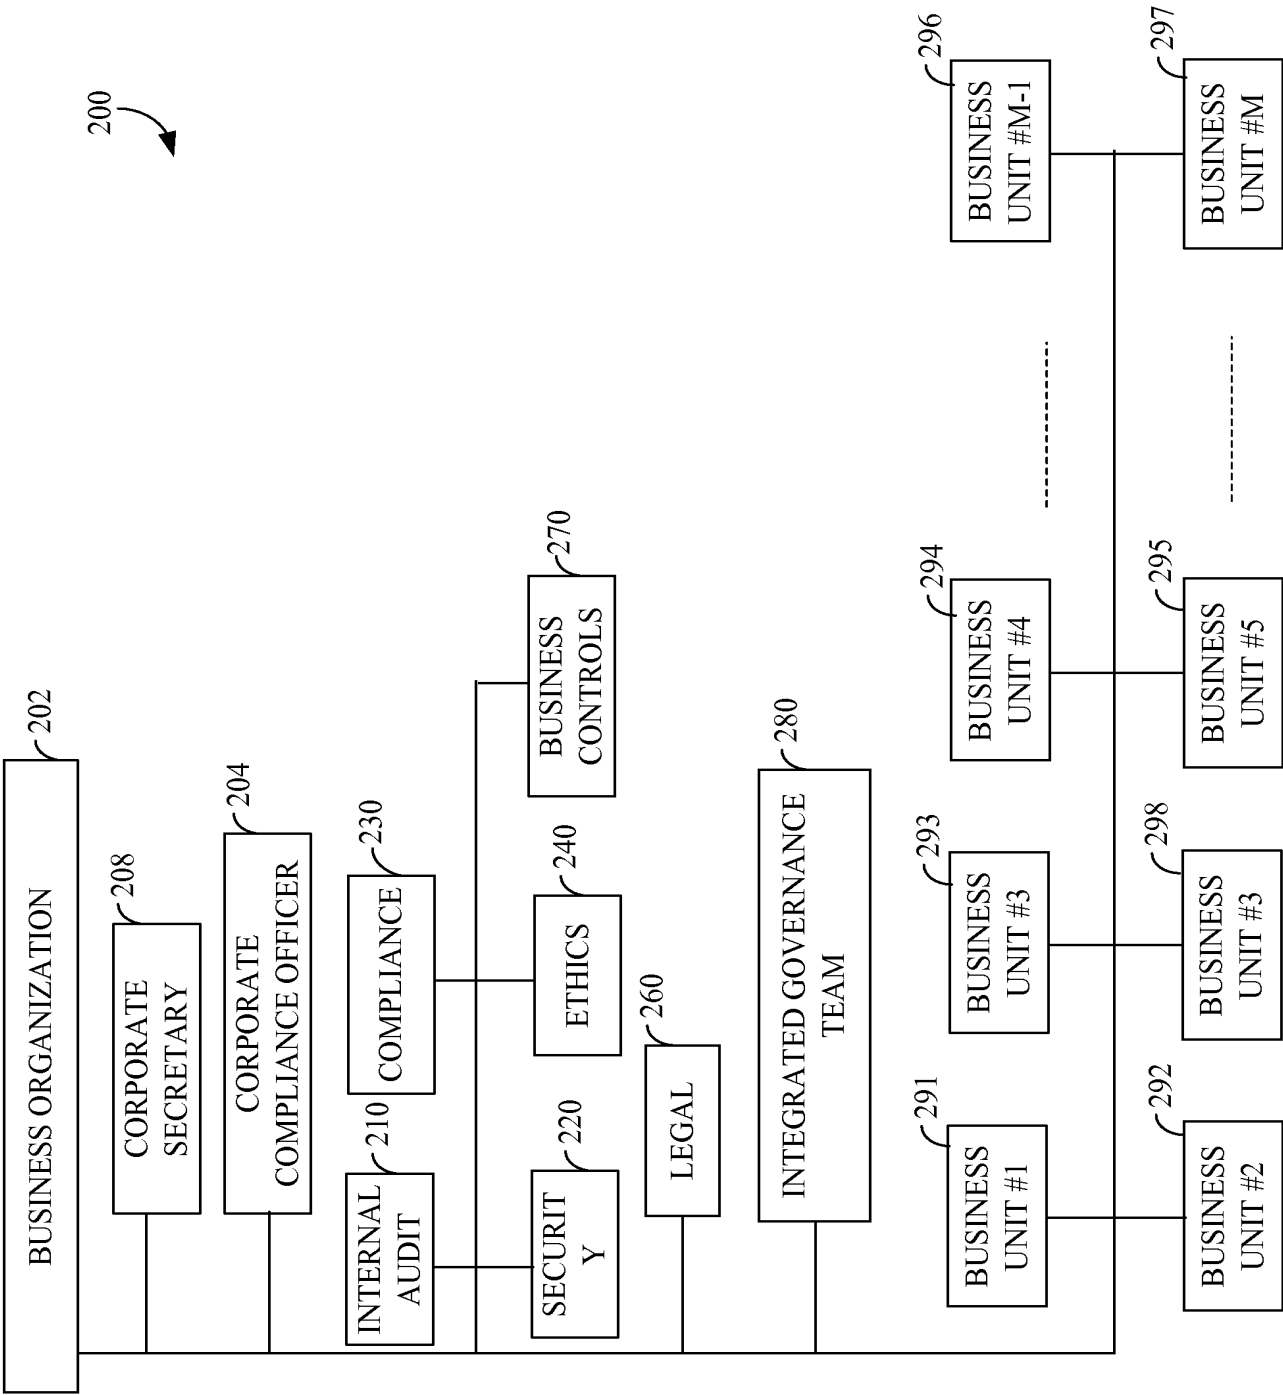 200
BUSINESS ORGANIZATION
202
CORPORATE
SECRETARY
208
CORPORATE
COMPLIANCE OFFICER
204
INTERNAL
AUDIT
210
COMPLIANCE
230
SECURIT
Y
220
ETHICS
240
BUSINESS
CONTROLS
270
LEGAL
260
INTEGRATED GOVERNANCE
TEAM
280
BUSINESS
UNIT #1
291
BUSINESS
UNIT #3
293
BUSINESS
UNIT #4
294
BUSINESS
UNIT #M-1
296
BUSINESS
UNIT #2
292
BUSINESS
UNIT #3
298
BUSINESS
UNIT #5
295
BUSINESS
UNIT #M
297